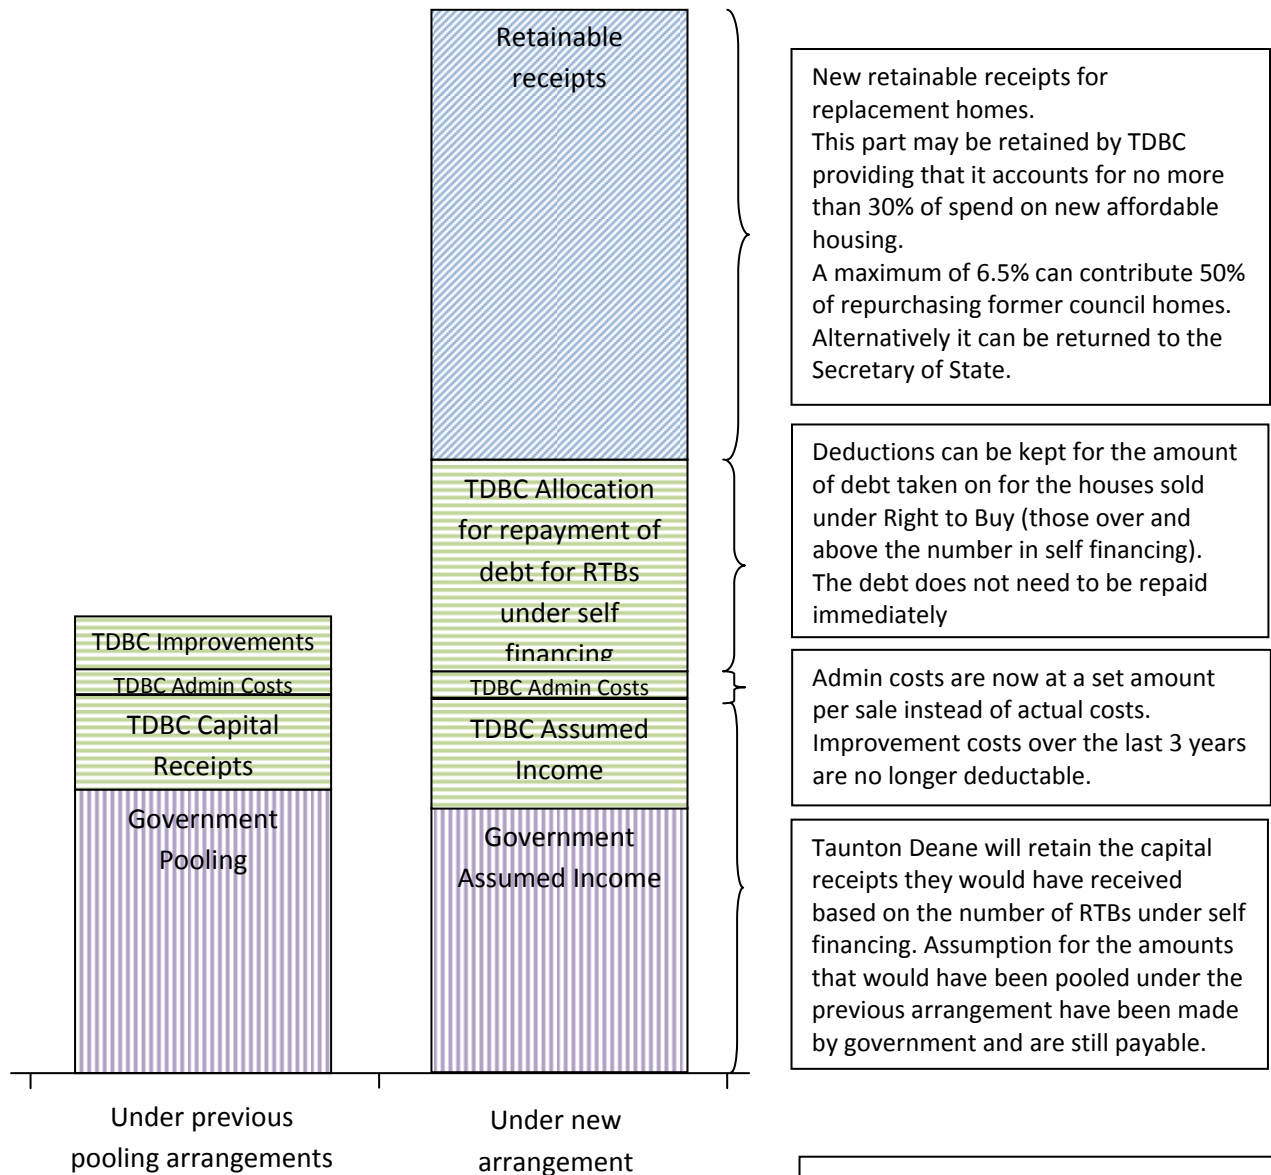 Retainable
receipts
TDBC Allocation
for repayment of
debt for RTBs
under self
financing
TDBC Admin Costs
TDBC Assumed
Income
Government
Assumed Income
TDBC Improvements
TDBC Admin Costs
TDBC Capital
Receipts
Government
Pooling
Under previous
pooling arrangements
Under new
arrangement
New retainable receipts for
replacement homes.
This part may be retained by TDBC
providing that it accounts for no more
than 30% of spend on new affordable
housing.
A maximum of 6.5% can contribute 50%
of repurchasing former council homes.
Alternatively it can be returned to the
Secretary of State.
Deductions can be kept for the amount
of debt taken on for the houses sold
under Right to Buy (those over and
above the number in self financing).
The debt does not need to be repaid
immediately
Admin costs are now at a set amount
per sale instead of actual costs.
Improvement costs over the last 3 years
are no longer deductable.
Taunton Deane will retain the capital
receipts they would have received
based on the number of RTBs under self
financing. Assumption for the amounts
that would have been pooled under the
previous arrangement have been made
by government and are still payable.